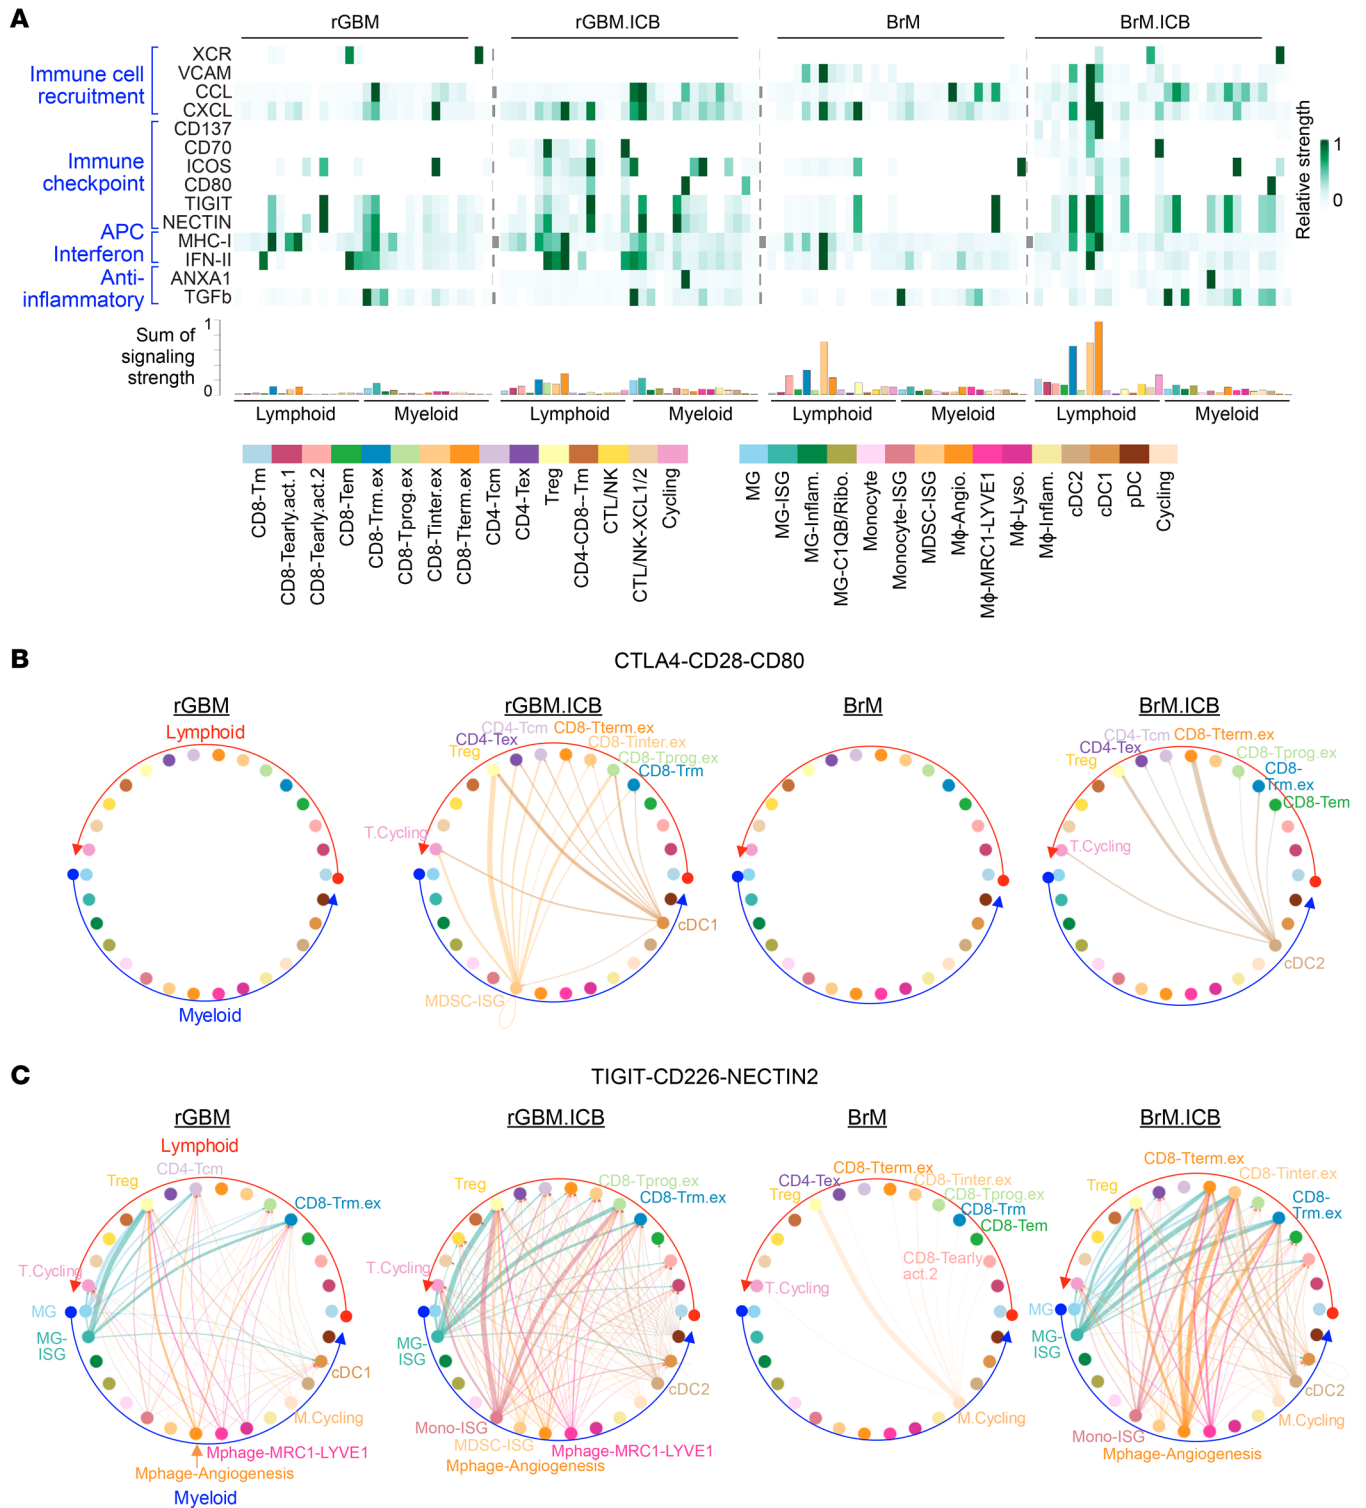 A
rGBM
rGBM.ICB
BrM
BrM.ICB
Immune cell
recruitment
Immune
checkpoint
APC
Interferon
Anti-
inflammatory
XCR
VCAM
CCL
CXCL
CD137
CD70
ICOS
CD80
TIGIT
NECTIN
MHC-I
IFN-II
ANXA1
TGFb
Relative strength
1
0
Sum of
signaling
strength
1
0
Lymphoid
Myeloid
Lymphoid
Myeloid
Lymphoid
Myeloid
Lymphoid
Myeloid
CD8-Tm
CD8-Tearly.act.1
CD8-Tearly.act.2
CD8-Tem
CD8-Trm.ex
CD8-Tprog.ex
CD8-Tinter.ex
CD8-Tterm.ex
CD4-Tcm
CD4-Tex
Treg
CD4-CD8--Tm
CTL/NK
CTL/NK-XCL1/2
Cycling
MG
MG-ISG
MG-Inflam.
MG-C1QB/Ribo.
Monocyte
Monocyte-ISG
MDSC-ISG
Mϕ-Angio.
Mϕ-MRC1-LYVE1
Mϕ-Lyso.
Mϕ-Inflam.
cDC2
cDC1
pDC
Cycling
B
CTLA4-CD28-CD80
rGBM
Lymphoid
Myeloid
rGBM.ICB
CD4-Tcm
CD8-Tterm.ex
CD4-Tex
CD8-Tinter.ex
Treg
CD8-Tprog.ex
CD8-Trm
T.Cycling
cDC1
MDSC-ISG
BrM
BrM.ICB
CD4-Tcm
CD8-Tterm.ex
CD4-Tex
CD8-Tprog.ex
Treg
CD8-
Trm.ex
CD8-Tem
T.Cycling
cDC2
C
TIGIT-CD226-NECTIN2
rGBM
Lymphoid
CD4-Tcm
Treg
CD8-Trm.ex
T.Cycling
MG
MG-
ISG
cDC1
M.Cycling
Mphage-MRC1-LYVE1
Mphage-Angiogenesis
Myeloid
rGBM.ICB
Treg
CD8-Tprog.ex
CD8-Trm.ex
T.Cycling
MG-
ISG
cDC2
Mono-ISG
MDSC-ISG
Mphage-MRC1-LYVE1
Mphage-Angiogenesis
BrM
CD8-Tterm.ex
CD4-Tex
CD8-Tinter.ex
Treg
CD8-Tprog.ex
CD8-Trm
CD8-Tem
CD8-Tearly
act.2
T.Cycling
M.Cycling
BrM.ICB
CD8-Tterm.ex
CD8-Tinter.ex
Treg
CD8-
Trm.ex
MG
MG-
ISG
cDC2
M.Cycling
Mono-ISG
Mphage-Angiogenesis